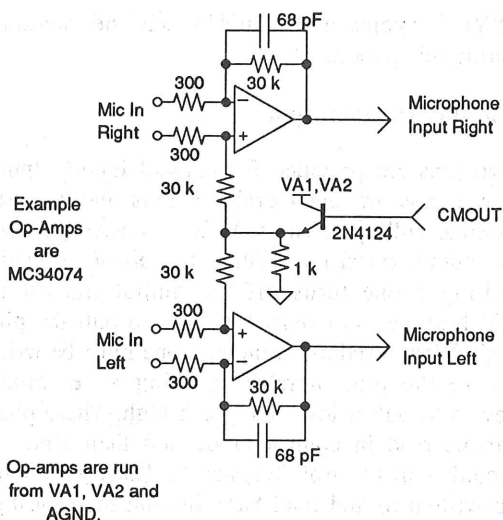 68 pF
30 k
300
Mic In
Right
300
−
+
Microphone
Input Right
30 k
VA1,VA2
CMOUT
2N4124
Example
Op-Amps
are
MC34074
30 k
1 k
300
Mic In
Left
300
+
−
Microphone
Input Left
30 k
68 pF
Op-amps are run
from VA1, VA2 and
AGND.